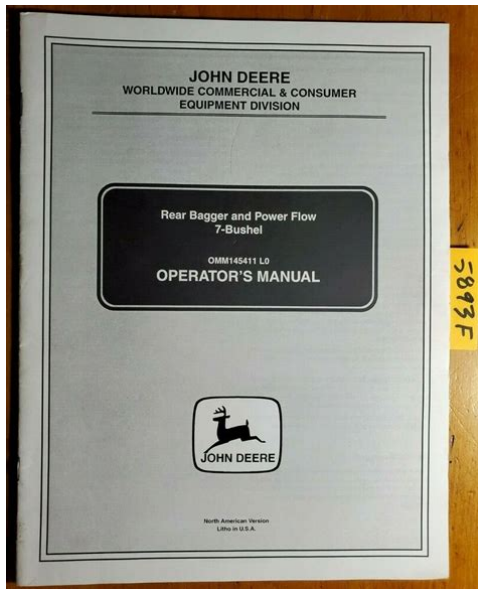 JOHN DEERE
WORLDWIDE COMMERCIAL & CONSUMER
EQUIPMENT DIVISION
Rear Bagger and Power Flow
7-Bushel
OMM145411 L0
OPERATOR'S MANUAL
JOHN DEERE
North American Version
Litho in U.S.A.
5893F